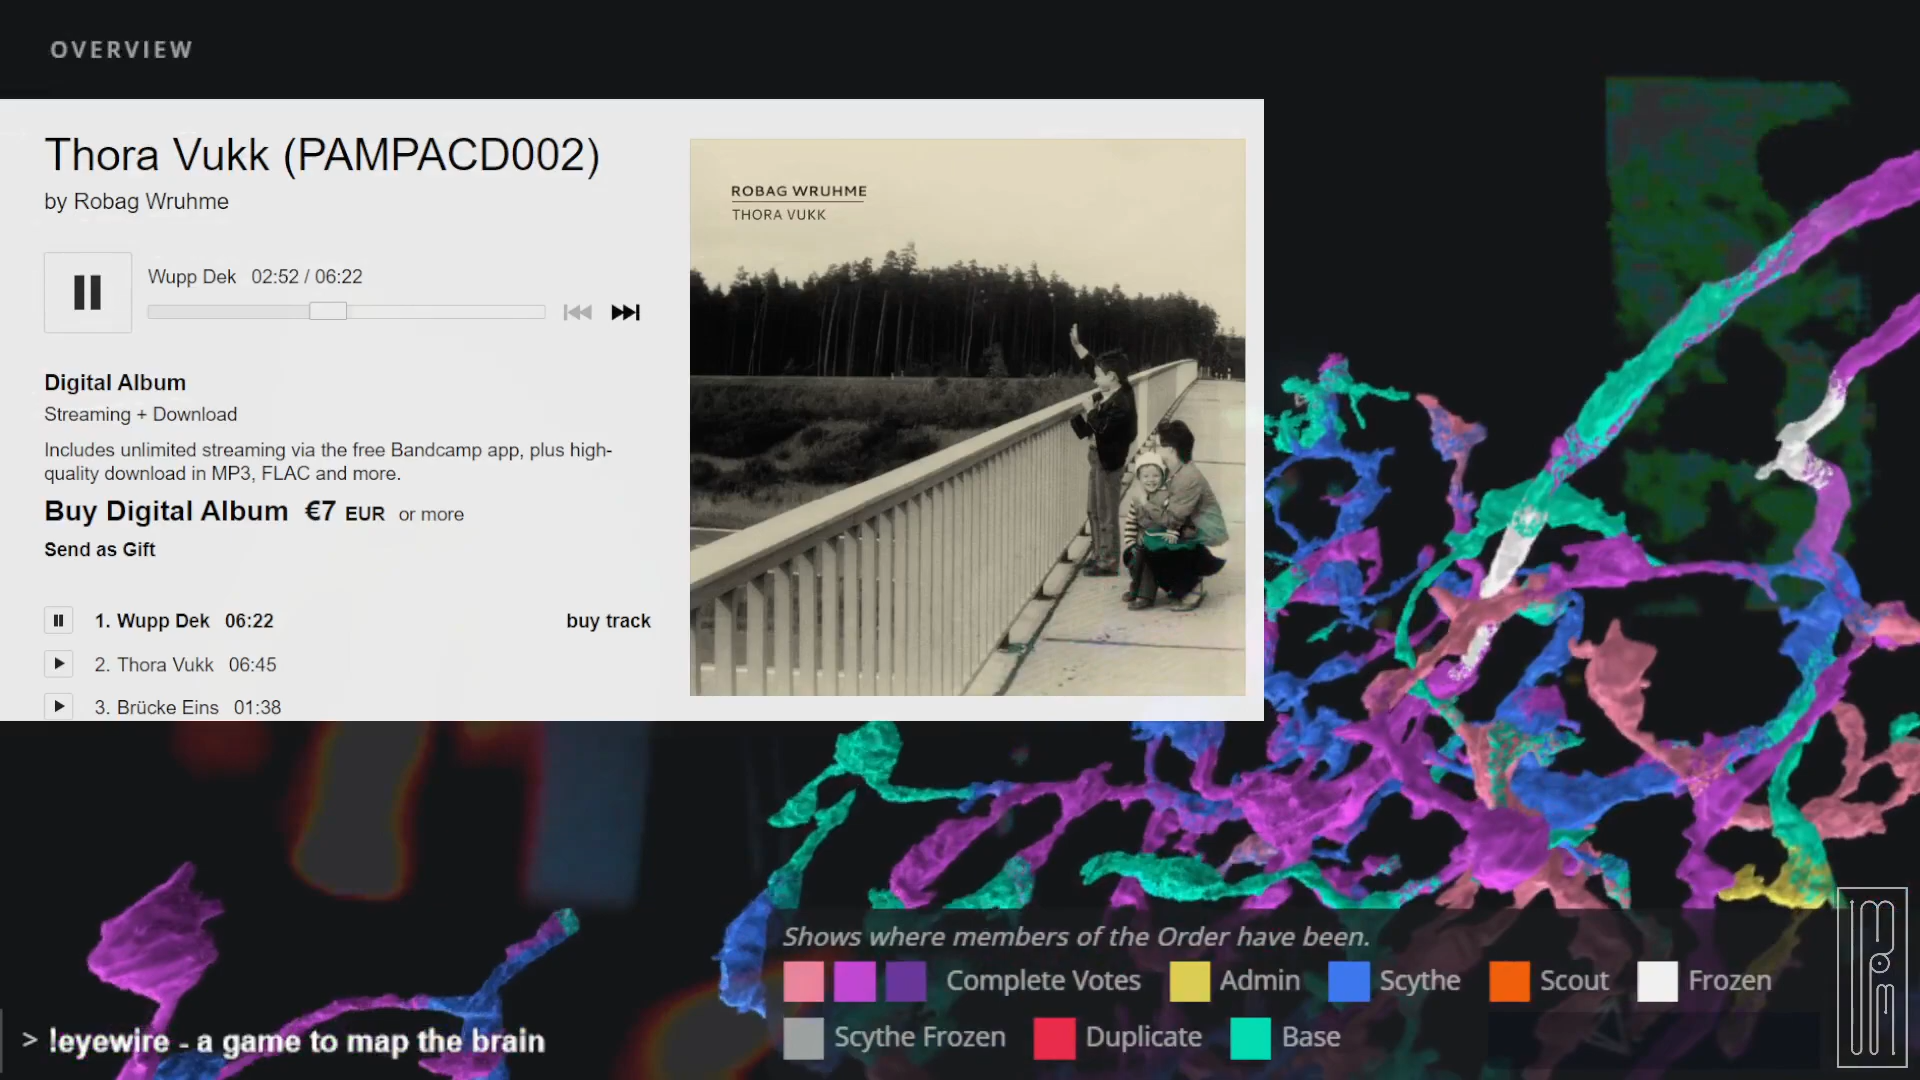 OVERVIEW
Thora Vukk (PAMPACD002)
by Robag Wruhme
Wupp Dek 02:52 / 06:22
Digital Album
Streaming + Download
Includes unlimited streaming via the free Bandcamp app, plus high-
quality download in MP3, FLAC and more.
Buy Digital Album €7 EUR or more
Send as Gift
1. Wupp Dek 06:22 buy track
2. Thora Vukk 06:45
3. Brücke Eins 01:38
ROBAG WRUHME
THORA VUKK
Shows where members of the Order have been.
Complete Votes Admin Scythe Scout Frozen
Scythe Frozen Duplicate Base
> !eyewire - a game to map the brain